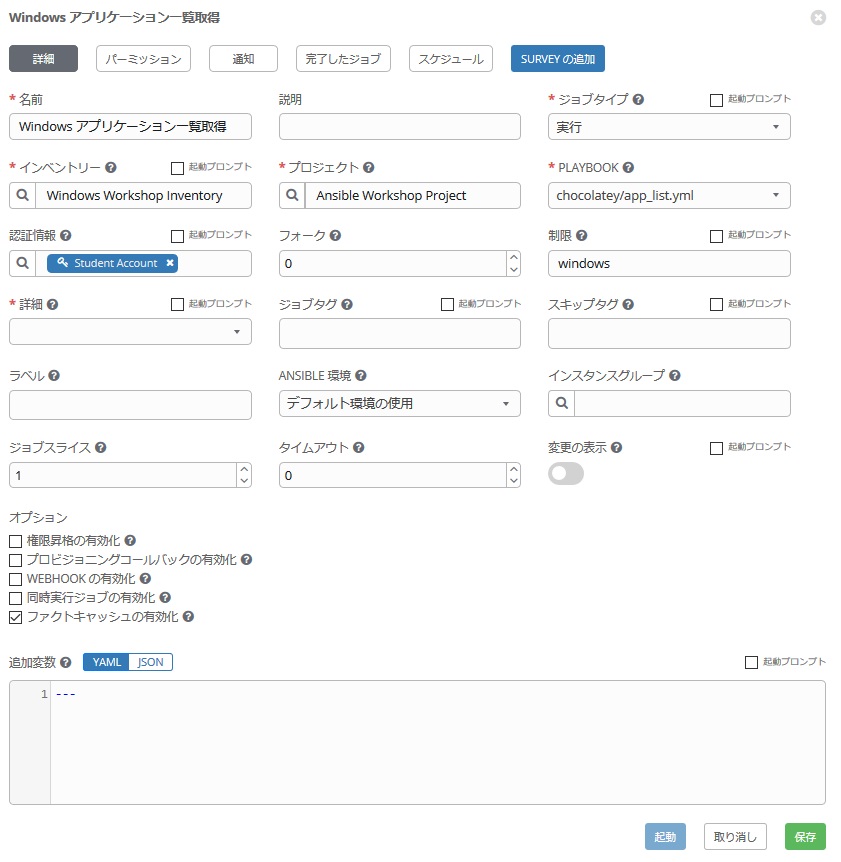 Windows アプリケーション一覧取得
詳細 パーミッション 通知 完了したジョブ スケジュール SURVEY の追加
* 名前 説明 * ジョブタイプ 起動プロンプト
Windows アプリケーション一覧取得 実行
* インベントリー 起動プロンプト * プロジェクト * PLAYBOOK
Windows Workshop Inventory Ansible Workshop Project chocolatey/app_list.yml
認証情報 起動プロンプト フォーク 制限 起動プロンプト
Student Account 0 windows
* 詳細 起動プロンプト ジョブタグ 起動プロンプト スキップタグ 起動プロンプト
ラベル ANSIBLE 環境 インスタンスグループ
デフォルト環境の使用
ジョブスライス タイムアウト 変更の表示 起動プロンプト
1 0
オプション
権限昇格の有効化
プロビジョニングコールバックの有効化
WEBHOOK の有効化
同時実行ジョブの有効化
ファクトキャッシュの有効化
追加変数 YAML JSON 起動プロンプト
1 ---
起動 取り消し 保存